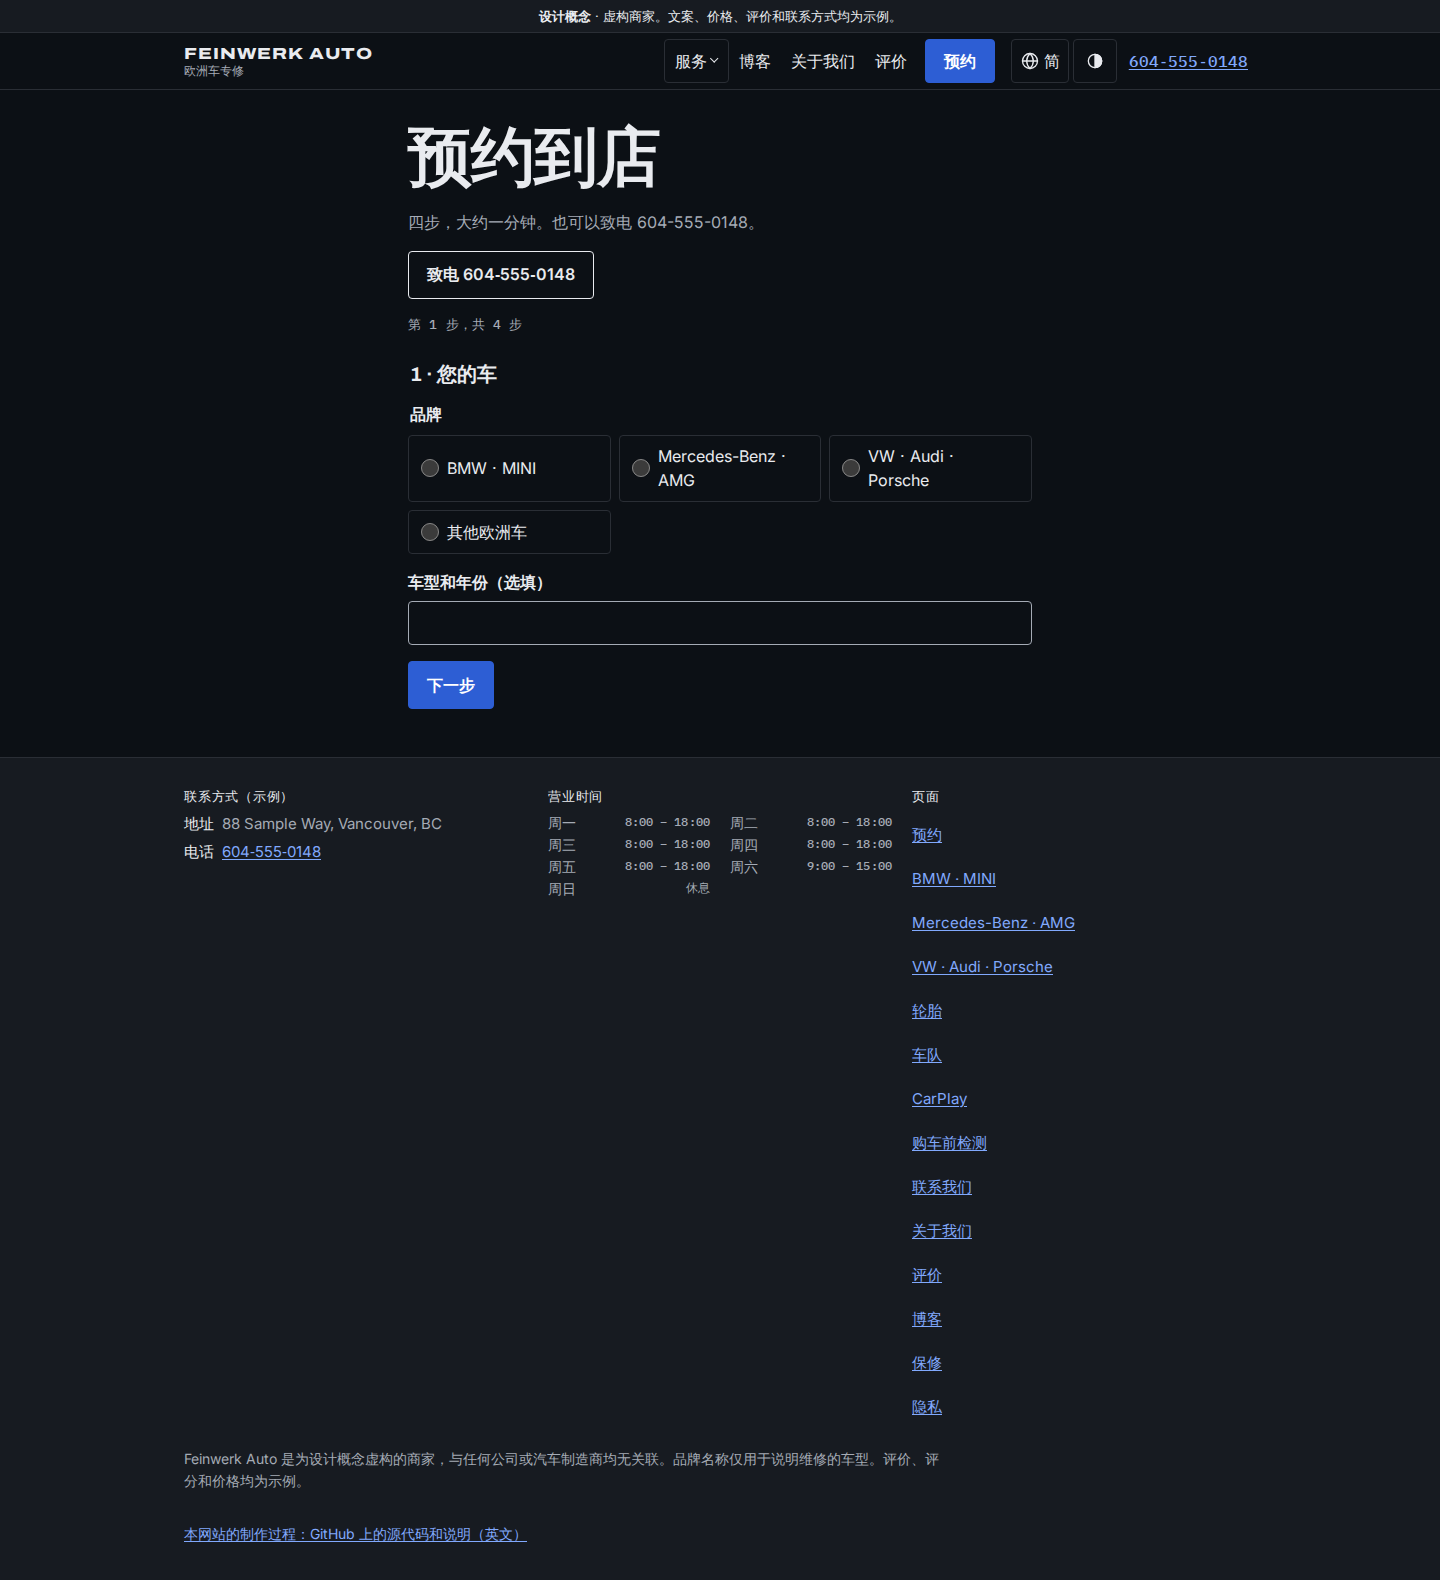 设计概念 · 虚构商家。文案、价格、评价和联系方式均为示例。
FEINWERK AUTO
欧洲车专修
服务 博客 关于我们 评价 预约 简 604-555-0148
预约到店
四步，大约一分钟。也可以致电 604-555-0148。
致电 604-555-0148
第 1 步，共 4 步
1 · 您的车
品牌
BMW · MINI
Mercedes-Benz ·
AMG
VW · Audi ·
Porsche
其他欧洲车
车型和年份（选填）
下一步
联系方式（示例）
地址 88 Sample Way, Vancouver, BC
电话 604-555-0148
营业时间
周一 8:00 – 18:00 周二 8:00 – 18:00
周三 8:00 – 18:00 周四 8:00 – 18:00
周五 8:00 – 18:00 周六 9:00 – 15:00
周日 休息
页面
预约
BMW · MINI
Mercedes-Benz · AMG
VW · Audi · Porsche
轮胎
车队
CarPlay
购车前检测
联系我们
关于我们
评价
博客
保修
隐私
Feinwerk Auto 是为设计概念虚构的商家，与任何公司或汽车制造商均无关联。品牌名称仅用于说明维修的车型。评价、评
分和价格均为示例。
本网站的制作过程：GitHub 上的源代码和说明（英文）